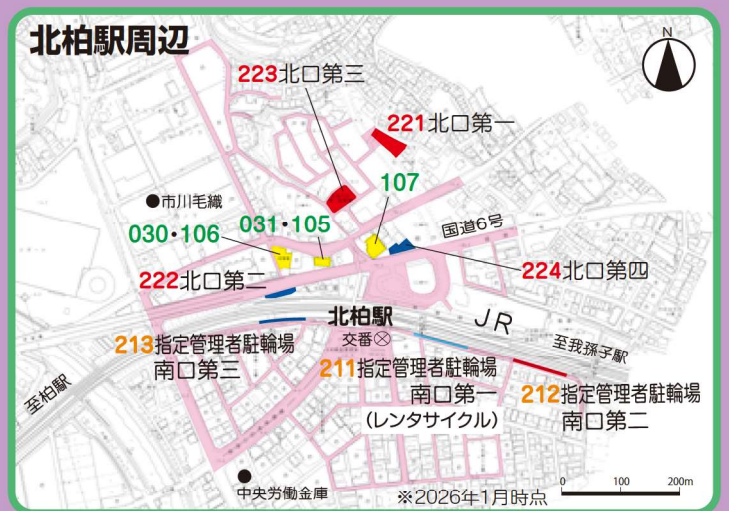 北柏駅周辺
N
223北口第三
221北口第一
107
●市川毛織
国道6号
030・106
031・105
222北口第二
224北口第四
北柏駅
交番
JR
至我孫子駅
213指定管理者駐輪場
南口第三
211指定管理者駐輪場
南口第一
(レンタサイクル)
212指定管理者駐輪場
南口第二
至柏駅
中央労働金庫
※2026年1月時点
0 100 200m